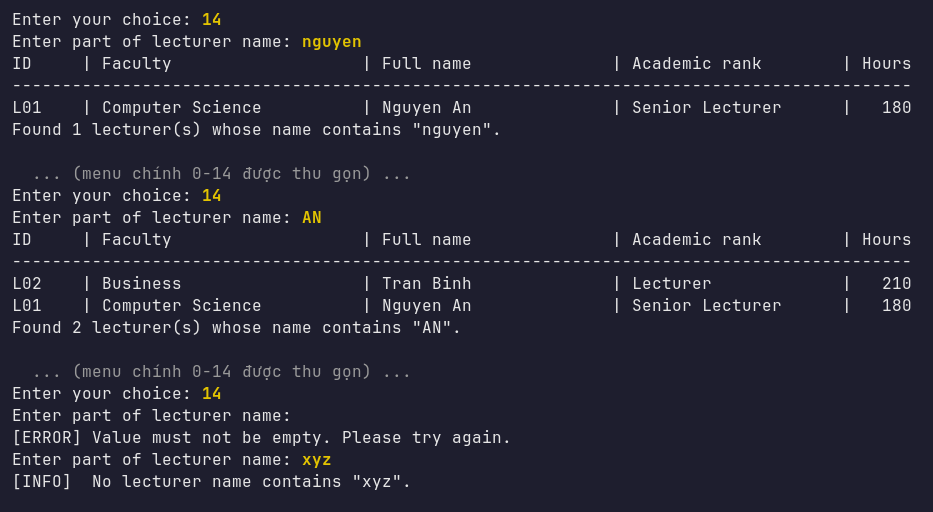 Enter your choice: 14
Enter part of lecturer name: nguyen
ID     | Faculty                   | Full name              | Academic rank        | Hours
------------------------------------------------------------------------------------------
L01    | Computer Science          | Nguyen An              | Senior Lecturer      |   180
Found 1 lecturer(s) whose name contains "nguyen".

  ... (menu chính 0-14 được thu gọn) ...
Enter your choice: 14
Enter part of lecturer name: AN
ID     | Faculty                   | Full name              | Academic rank        | Hours
------------------------------------------------------------------------------------------
L02    | Business                  | Tran Binh              | Lecturer             |   210
L01    | Computer Science          | Nguyen An              | Senior Lecturer      |   180
Found 2 lecturer(s) whose name contains "AN".

  ... (menu chính 0-14 được thu gọn) ...
Enter your choice: 14
Enter part of lecturer name:
[ERROR] Value must not be empty. Please try again.
Enter part of lecturer name: xyz
[INFO]  No lecturer name contains "xyz".